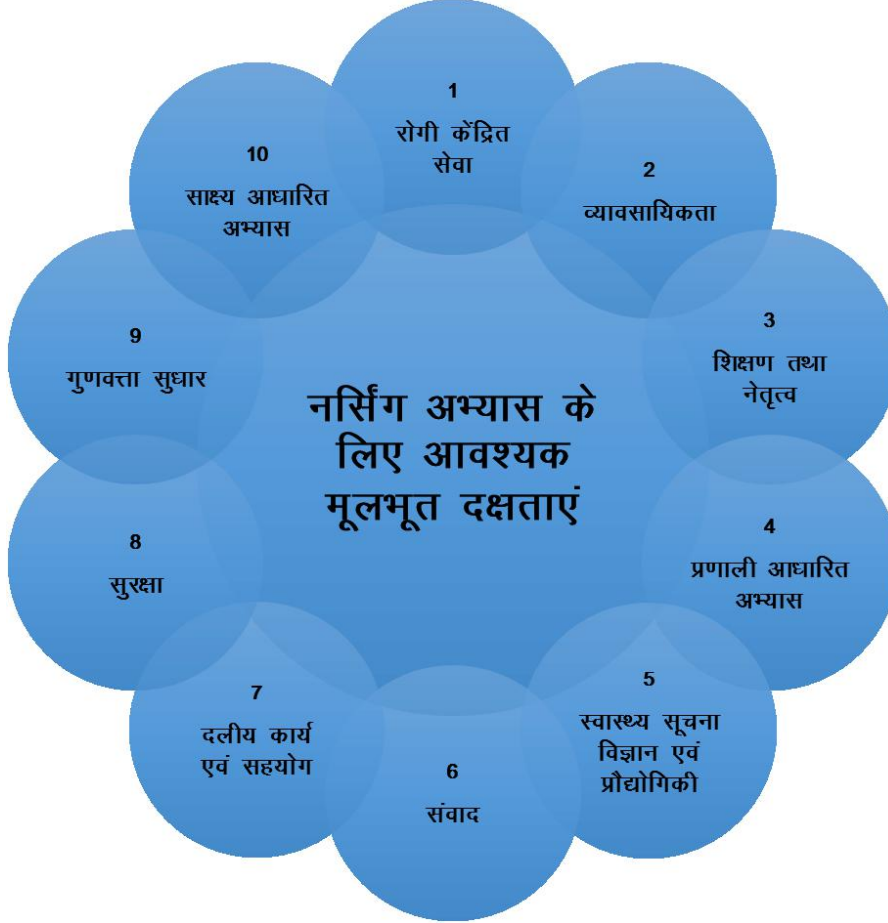 1
रोगी केंद्रित
सेवा
2
व्यावसायिकता
3
शिक्षण तथा
नेतृत्त्व
4
प्रणाली आधारित
अभ्यास
5
स्वास्थ्य सूचना
विज्ञान एवं
प्रौद्योगिकी
6
संवाद
7
दलीय कार्य
एवं सहयोग
8
सुरक्षा
9
गुणवत्ता सुधार
10
साक्ष्य आधारित
अभ्यास
नर्सिंग अभ्यास के
लिए आवश्यक
मूलभूत दक्षताएं